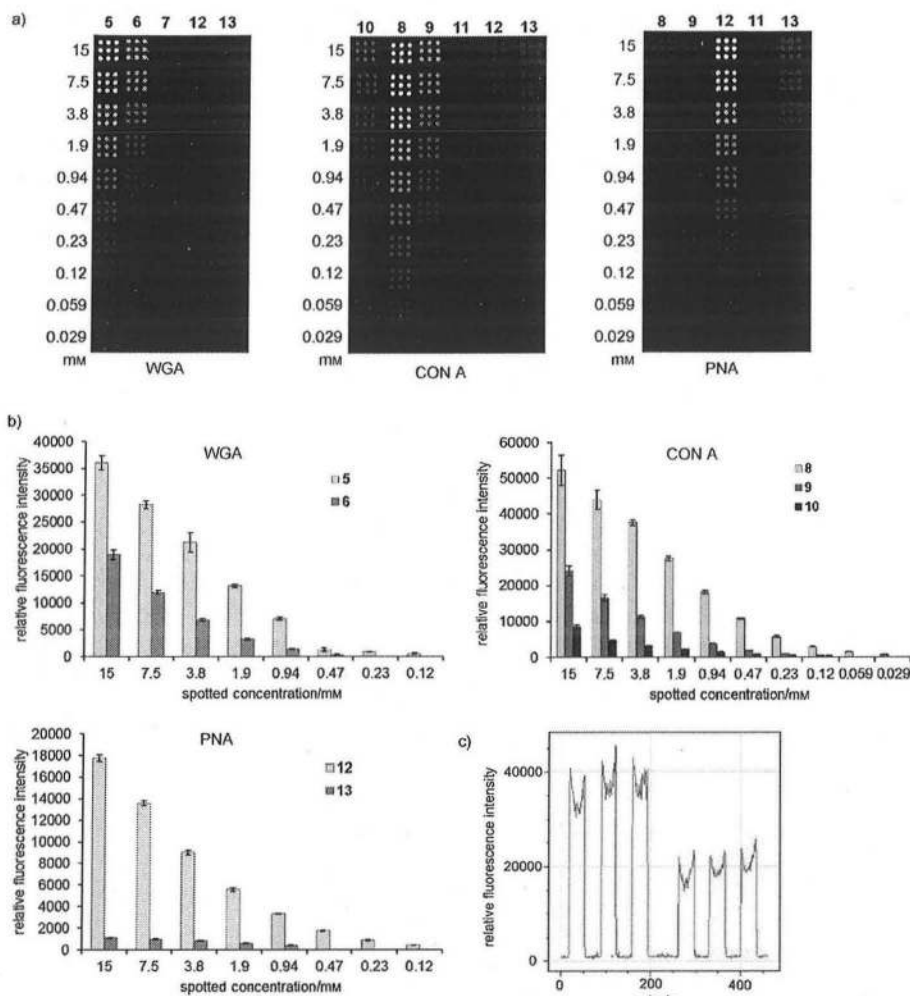 a)
5 6 7 12 13
10 8 9 11 12 13
8 9 12 11 13
15
7.5
3.8
1.9
0.94
0.47
0.23
0.12
0.059
0.029
mM
WGA
15
7.5
3.8
1.9
0.94
0.47
0.23
0.12
0.059
0.029
mM
CON A
15
7.5
3.8
1.9
0.94
0.47
0.23
0.12
0.059
0.029
mM
PNA
b)
WGA
relative fluorescence intensity
40000
35000
30000
25000
20000
15000
10000
5000
0
5
6
15 7.5 3.8 1.9 0.94 0.47 0.23 0.12
spotted concentration/mM
CON A
relative fluorescence intensity
60000
50000
40000
30000
20000
10000
0
8
9
10
15 7.5 3.8 1.9 0.94 0.47 0.23 0.12 0.059 0.029
spotted concentration/mM
PNA
relative fluorescence intensity
18000
16000
14000
12000
10000
8000
6000
4000
2000
0
12
13
15 7.5 3.8 1.9 0.94 0.47 0.23 0.12
spotted concentration/mM
c)
relative fluorescence intensity
40000
20000
0
0 200 400